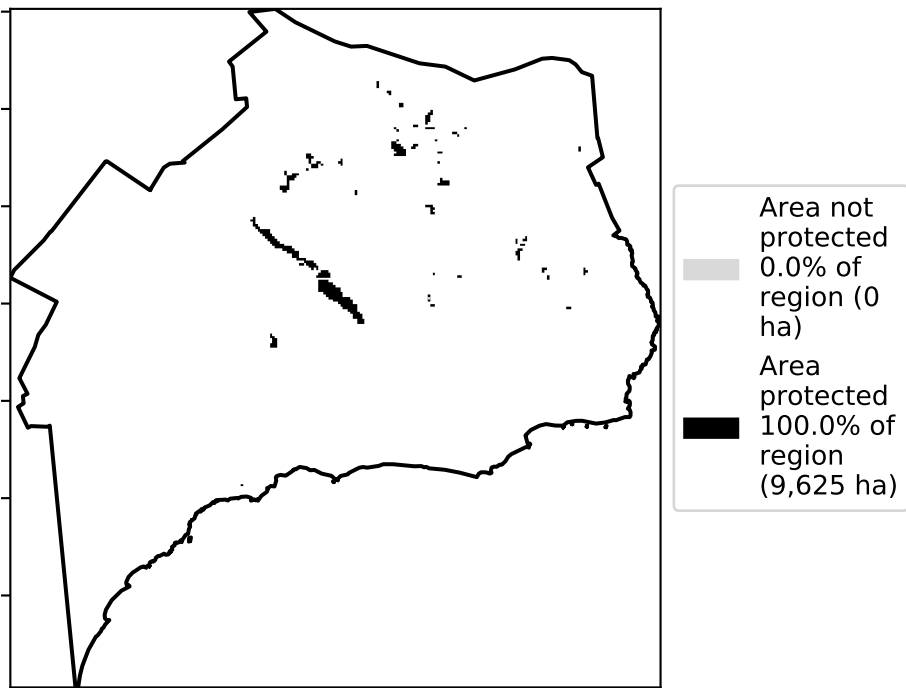 Area not
protected
0.0% of
region (0
ha)
Area
protected
100.0% of
region
(9,625 ha)